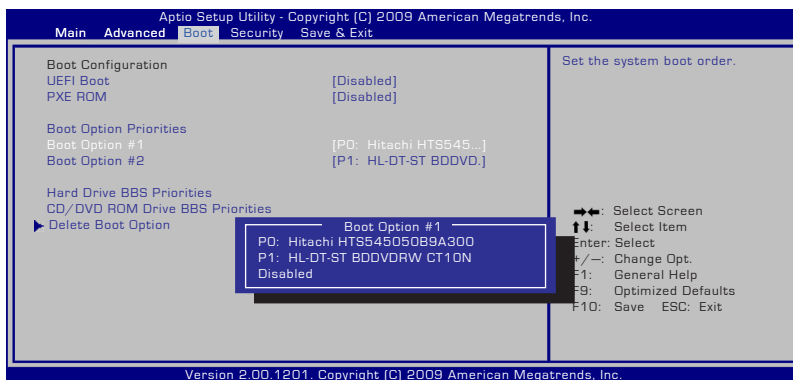 Aptio Setup Utility - Copyright (C) 2009 American Megatrends, Inc.
Main Advanced Boot Security Save & Exit
Boot Configuration
UEFI Boot [Disabled]
PXE ROM [Disabled]
Boot Option Priorities
Boot Option #1 [P0: Hitachi HTS545...]
Boot Option #2 [P1: HL-DT-ST BDDVD.]
Hard Drive BBS Priorities
CD/DVD ROM Drive BBS Priorities
Delete Boot Option
Boot Option #1
P0: Hitachi HTS545050B9A300
P1: HL-DT-ST BDDVDRW CT10N
Disabled
Set the system boot order.
→←: Select Screen
↑↓: Select Item
Enter: Select
+/—: Change Opt.
F1: General Help
F9: Optimized Defaults
F10: Save ESC: Exit
Version 2.00.1201. Copyright (C) 2009 American Megatrends, Inc.